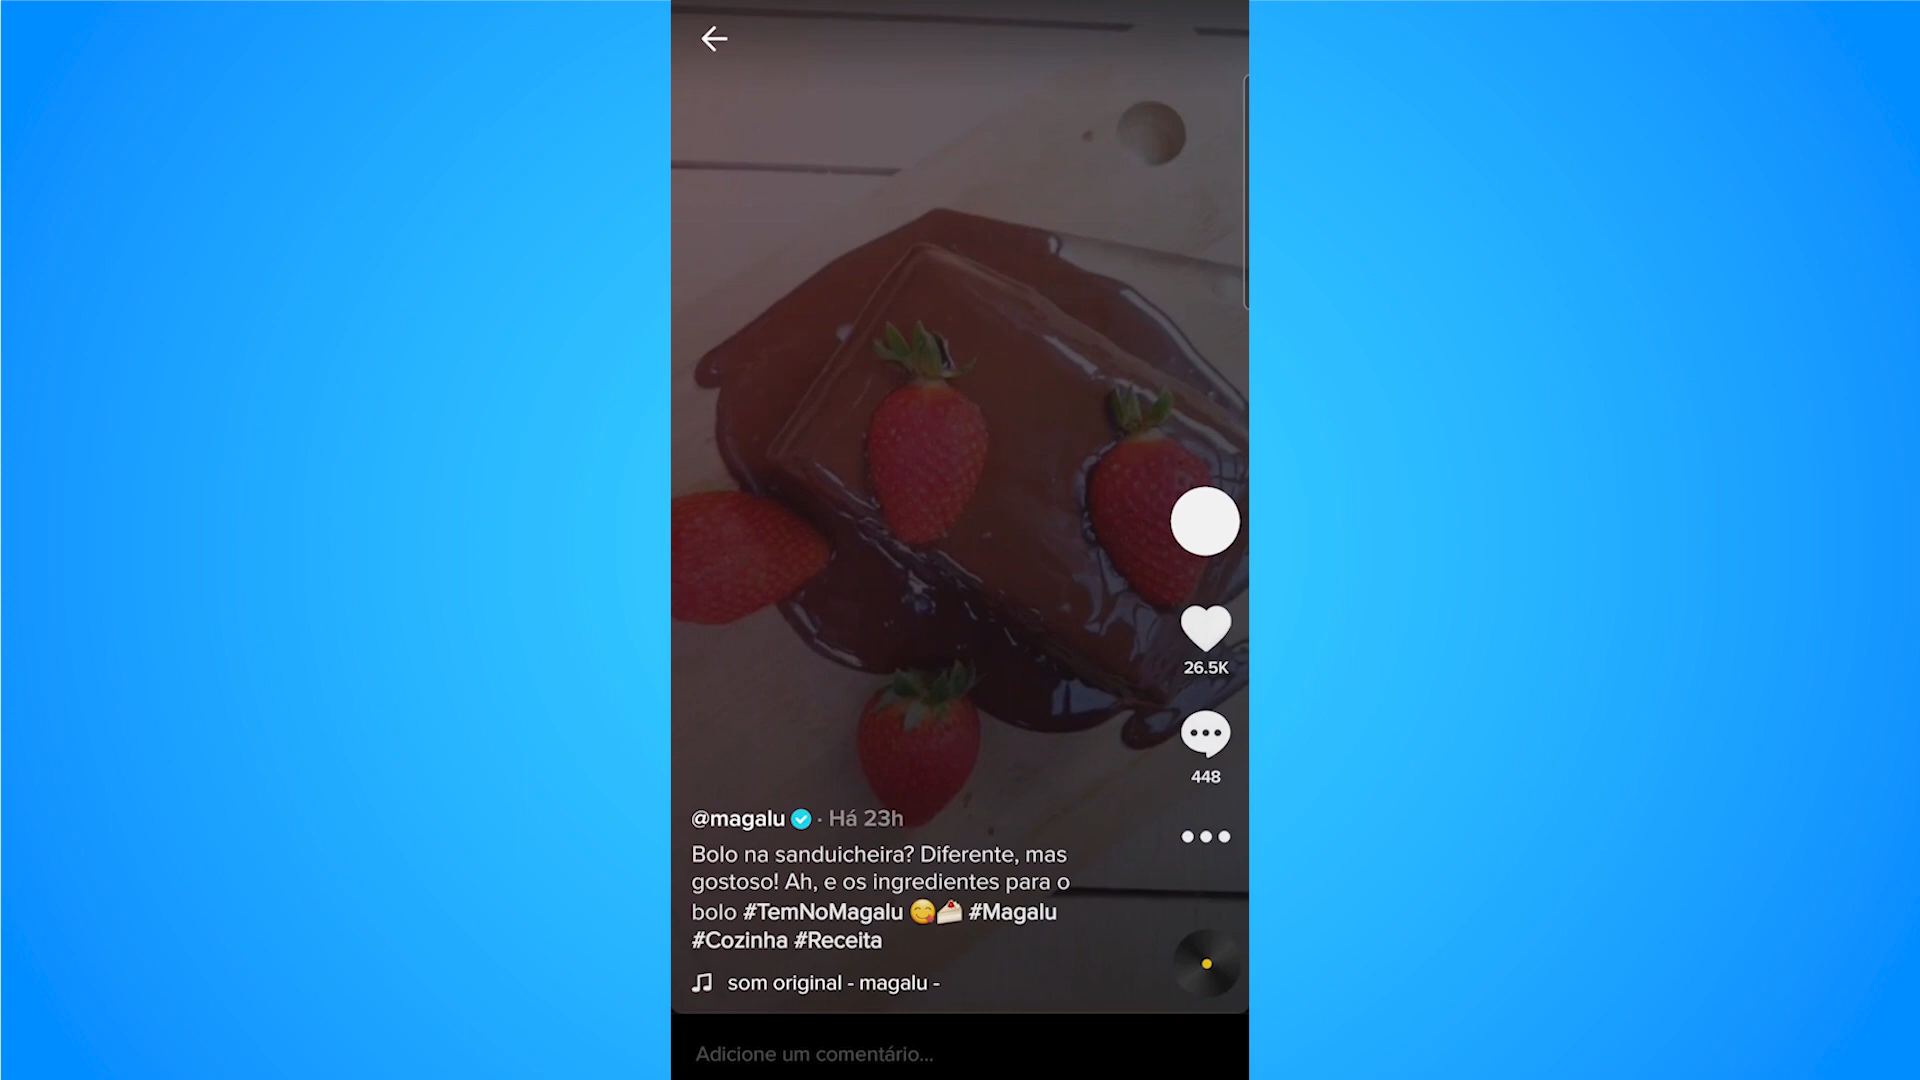 26.5K
448
@magalu · Há 23h
Bolo na sanduicheira? Diferente, mas
gostoso! Ah, e os ingredientes para o
bolo #TemNoMagalu 😋🍰 #Magalu
#Cozinha #Receita
som original - magalu -
Adicione um comentário...